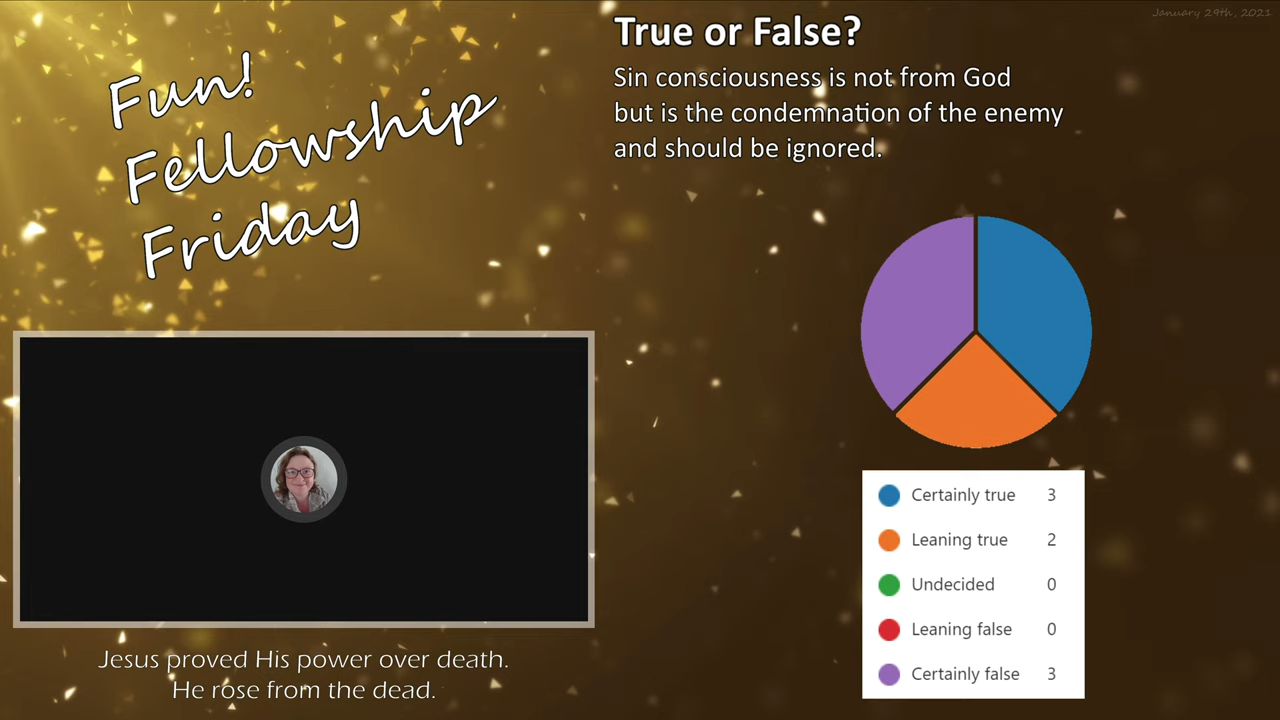 January 29th, 2021
Fun!
Fellowship
Friday
True or False?
Sin consciousness is not from God
but is the condemnation of the enemy
and should be ignored.
Certainly true 3
Leaning true 2
Undecided 0
Leaning false 0
Certainly false 3
Jesus proved His power over death.
He rose from the dead.